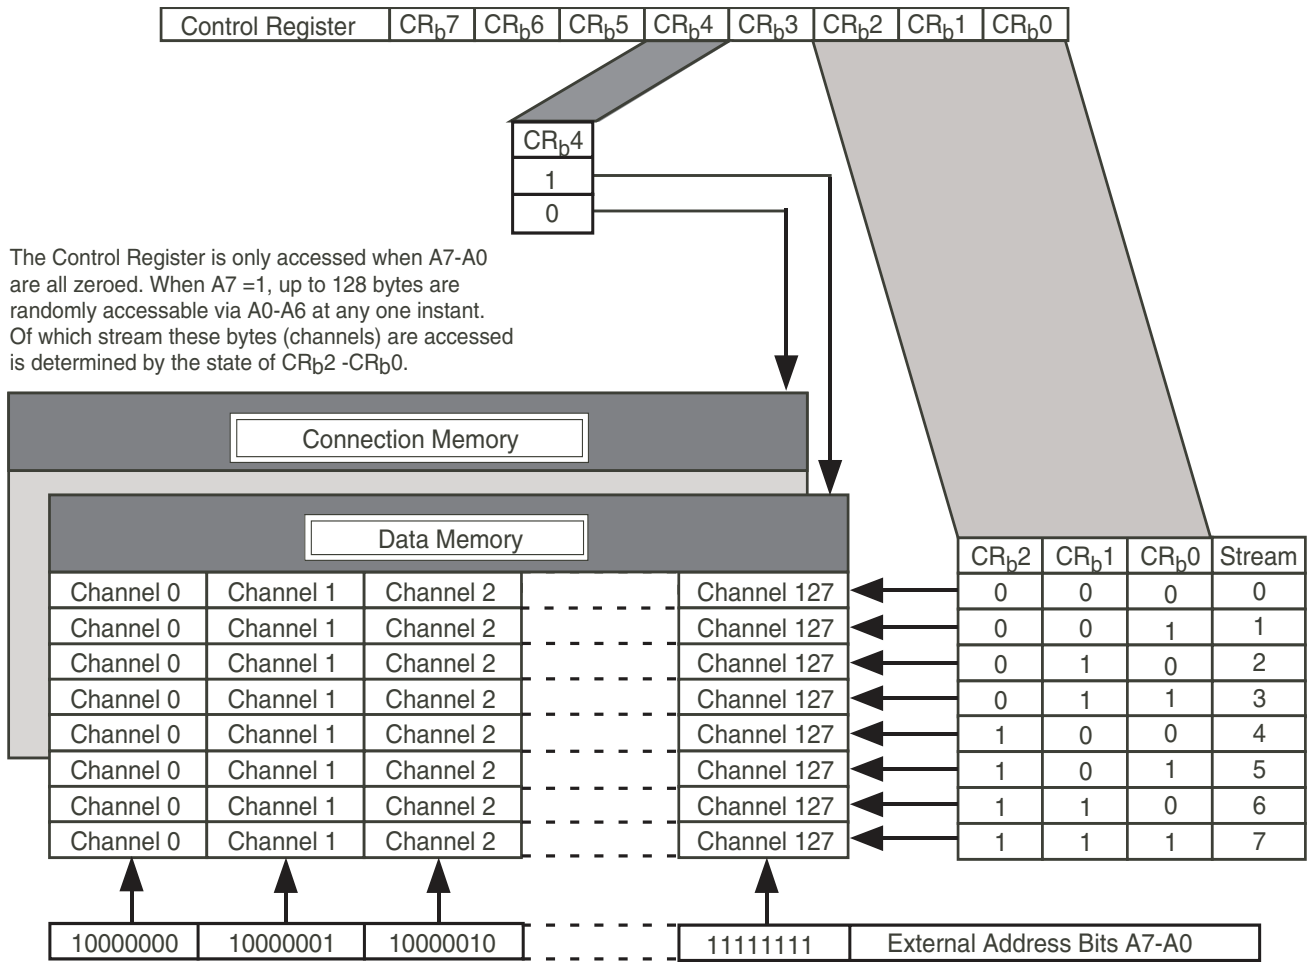 Control Register CRb7 CRb6 CRb5 CRb4 CRb3 CRb2 CRb1 CRb0
CRb4
1
0
The Control Register is only accessed when A7-A0
are all zeroed. When A7 =1, up to 128 bytes are
randomly accessable via A0-A6 at any one instant.
Of which stream these bytes (channels) are accessed
is determined by the state of CRb2 -CRb0.
Connection Memory
Data Memory
CRb2 CRb1 CRb0 Stream
Channel 0 Channel 1 Channel 2 Channel 127 0 0 0 0
Channel 0 Channel 1 Channel 2 Channel 127 0 0 1 1
Channel 0 Channel 1 Channel 2 Channel 127 0 1 0 2
Channel 0 Channel 1 Channel 2 Channel 127 0 1 1 3
Channel 0 Channel 1 Channel 2 Channel 127 1 0 0 4
Channel 0 Channel 1 Channel 2 Channel 127 1 0 1 5
Channel 0 Channel 1 Channel 2 Channel 127 1 1 0 6
Channel 0 Channel 1 Channel 2 Channel 127 1 1 1 7
10000000 10000001 10000010 11111111 External Address Bits A7-A0